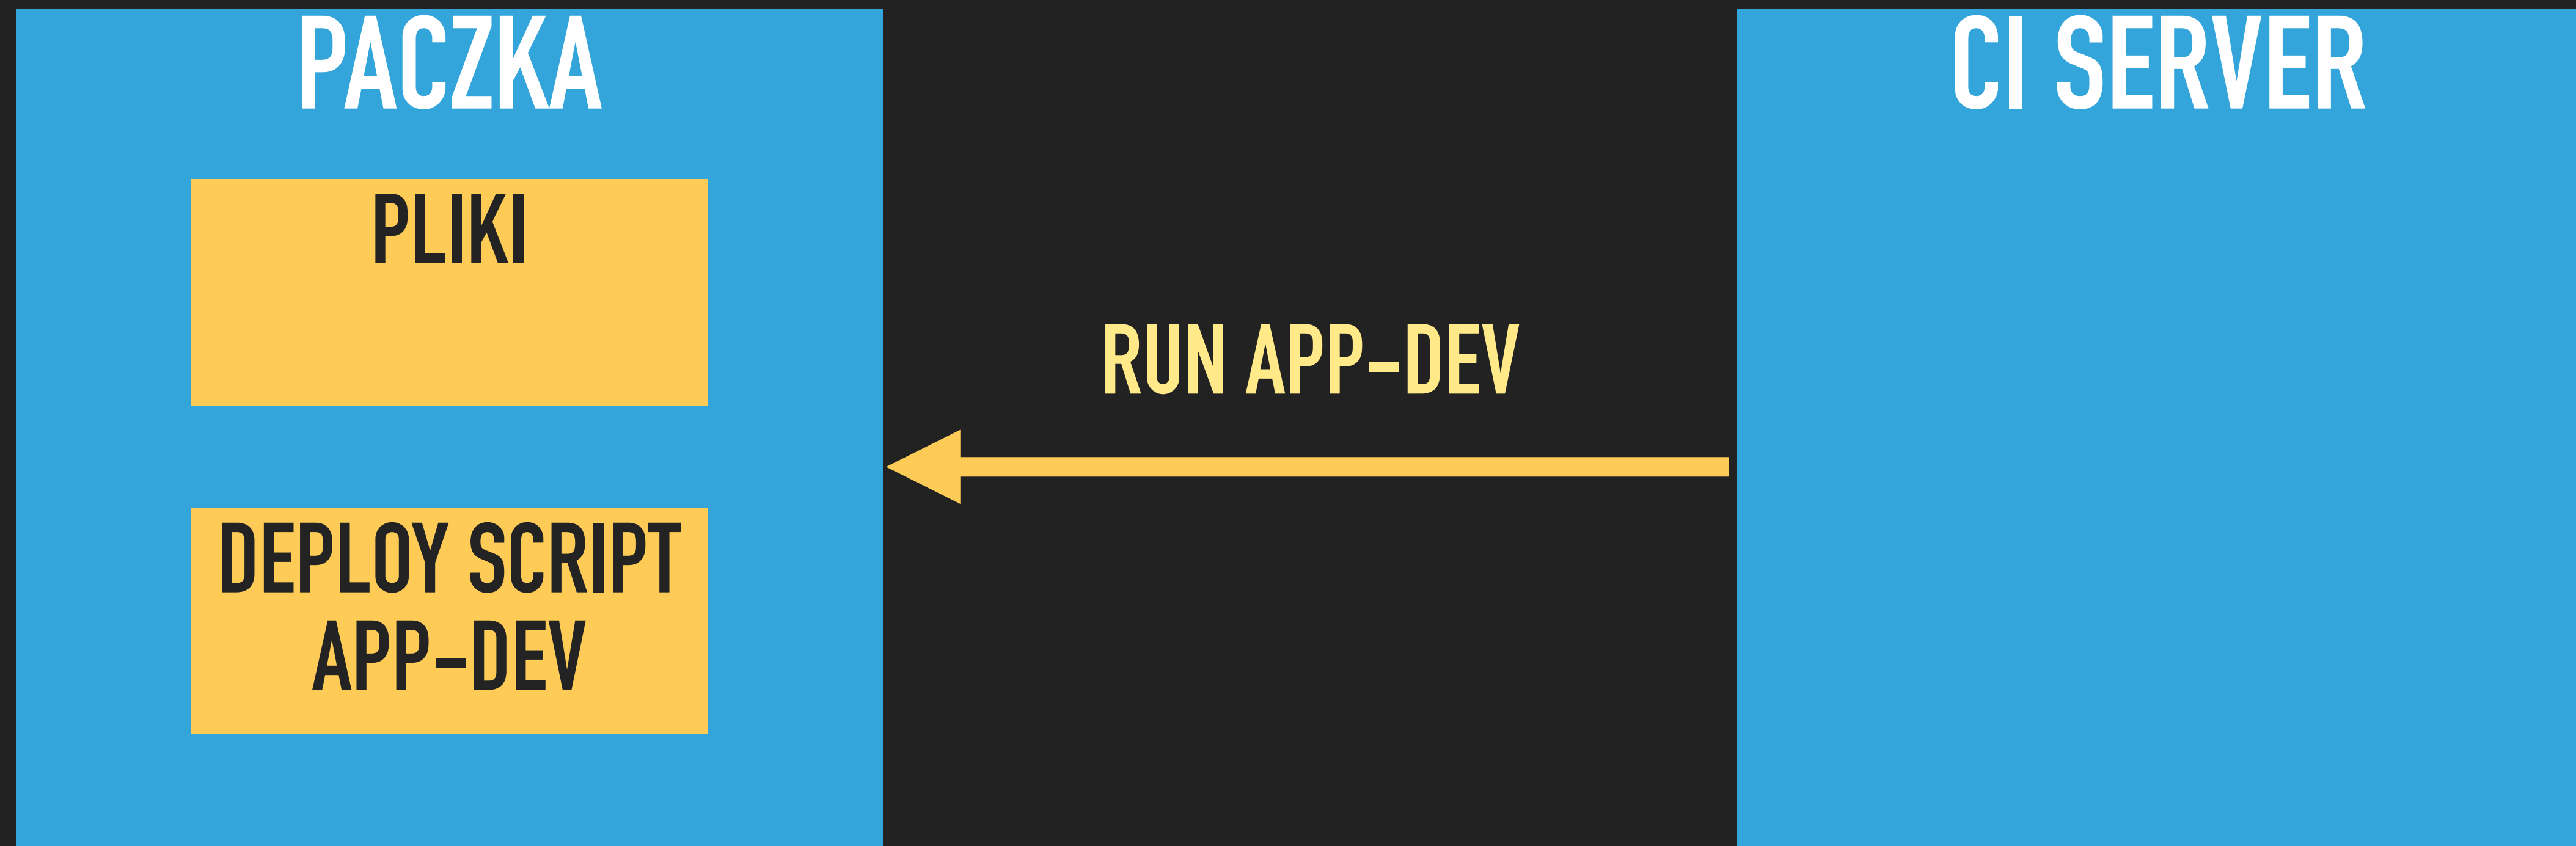 PACZKA
PLIKI
DEPLOY SCRIPT
APP-DEV
RUN APP-DEV
CI SERVER